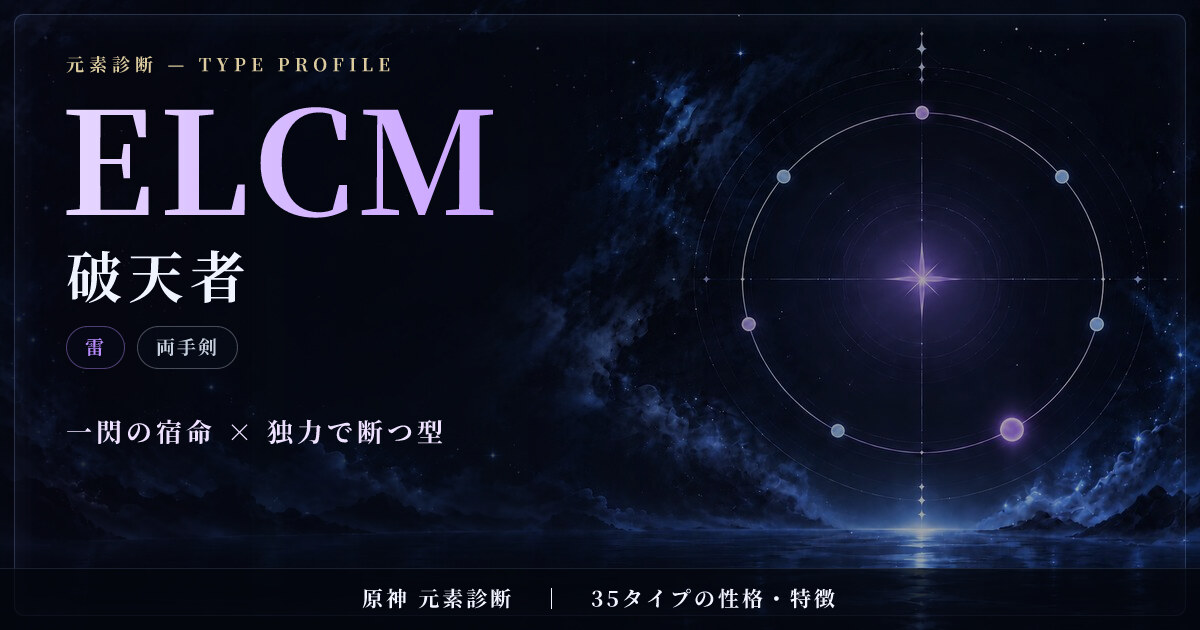 元素診断 — TYPE PROFILE
ELCM
破天者
雷 両手剣
一閃の宿命 × 独力で断つ型
原神 元素診断 | 35タイプの性格・特徴